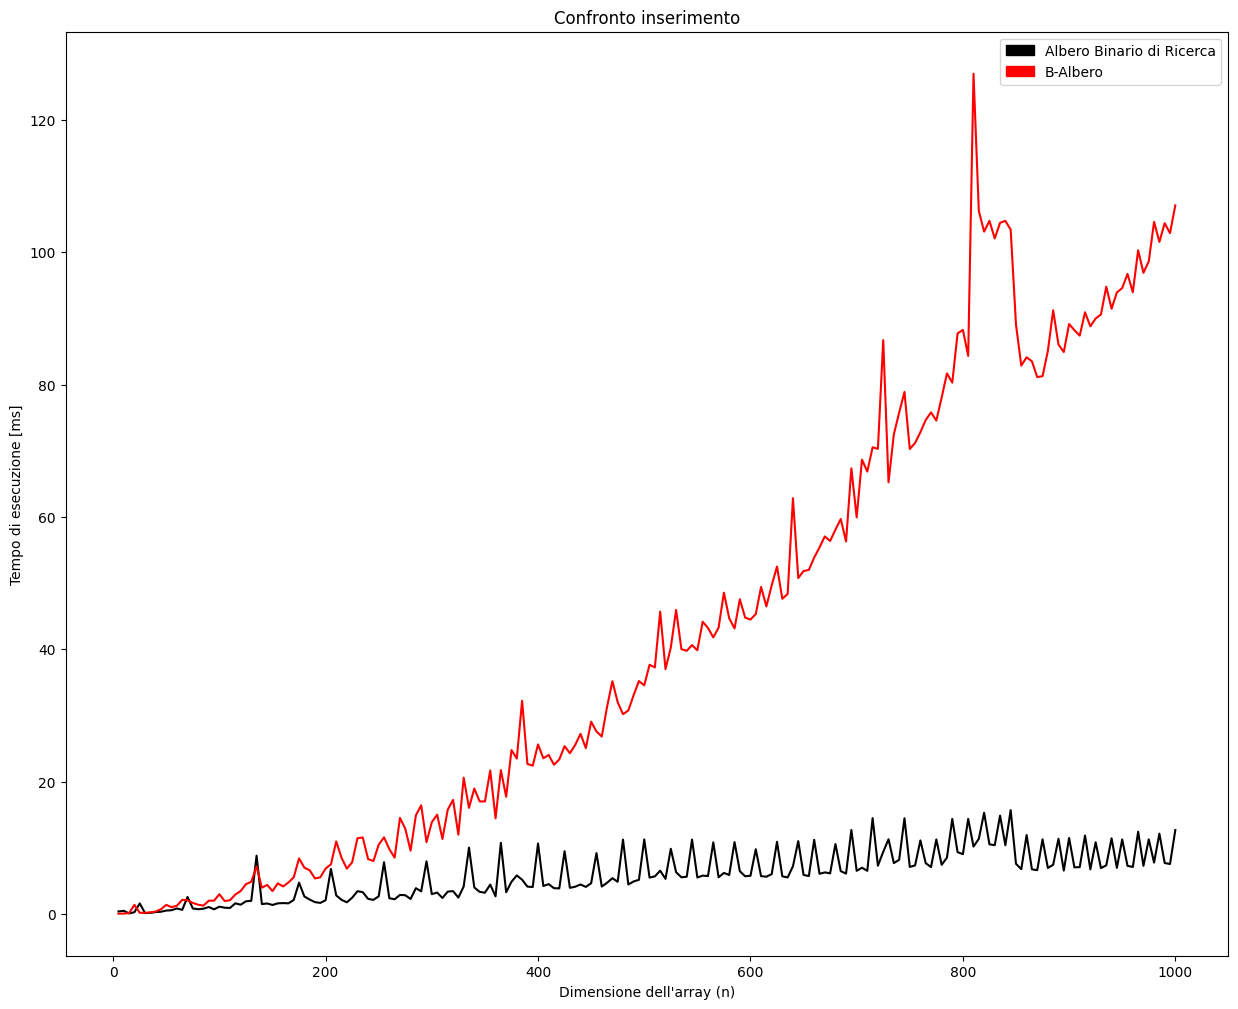 Confronto inserimento
Albero Binario di Ricerca
B-Albero
Tempo di esecuzione [ms]
120
100
80
60
40
20
0
0 200 400 600 800 1000
Dimensione dell'array (n)